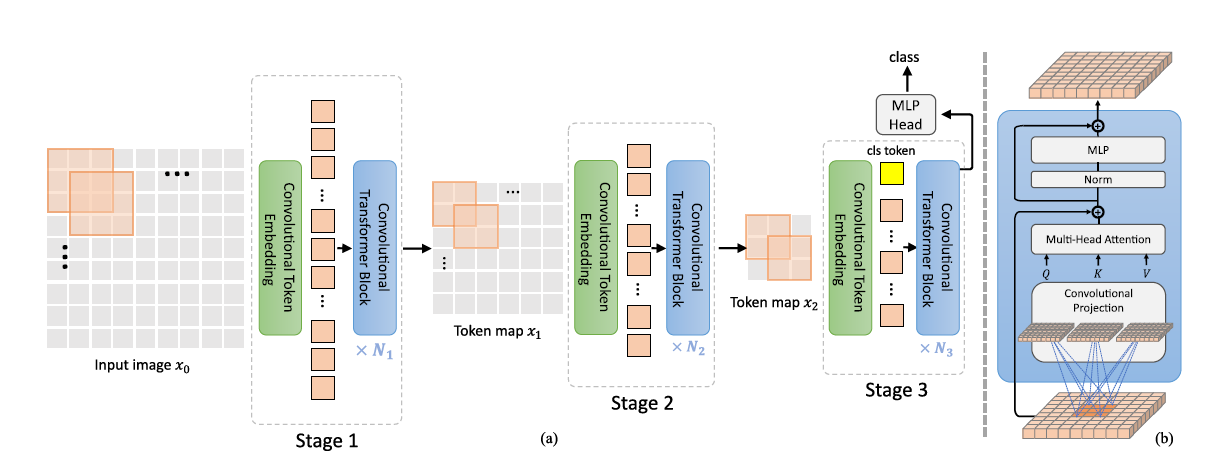 Input image x₀
Convolutional Token
Embedding
Convolutional
Transformer Block
× N₁
Stage 1
Token map x₁
(a)
Convolutional Token
Embedding
Convolutional
Transformer Block
× N₂
Stage 2
Token map x₂
class
MLP
Head
cls token
Convolutional Token
Embedding
Convolutional
Transformer Block
× N₃
Stage 3
MLP
Norm
Multi-Head Attention
Q K V
Convolutional
Projection
(b)